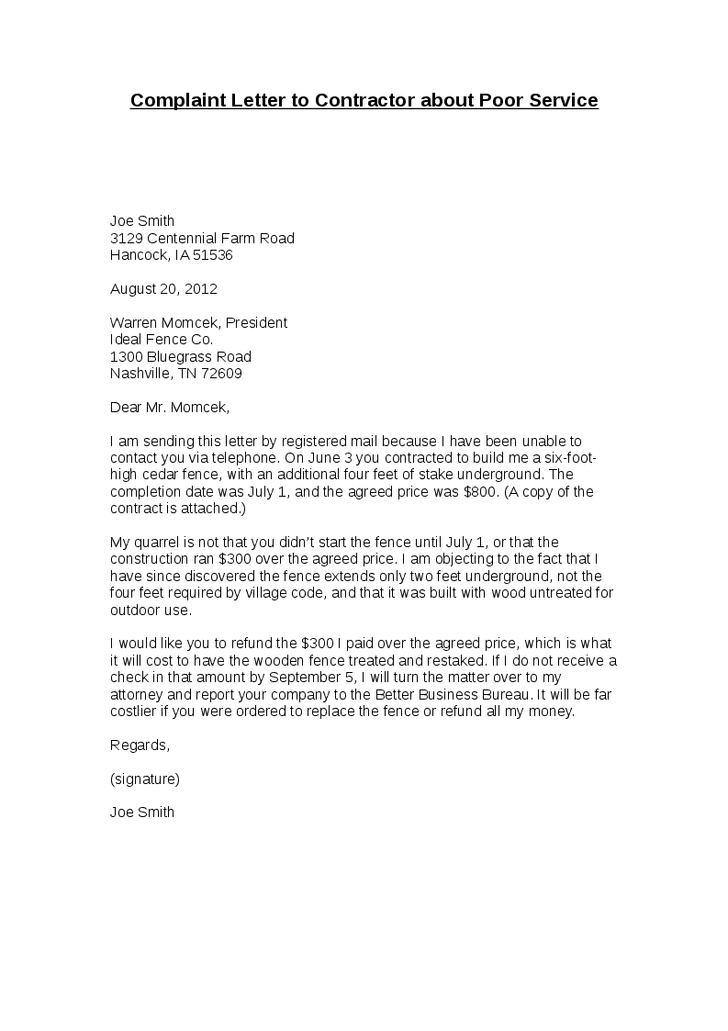 Complaint Letter to Contractor about Poor Service
Joe Smith
3129 Centennial Farm Road
Hancock, IA 51536
August 20, 2012
Warren Momcek, President
Ideal Fence Co.
1300 Bluegrass Road
Nashville, TN 72609
Dear Mr. Momcek,
I am sending this letter by registered mail because I have been unable to
contact you via telephone. On June 3 you contracted to build me a six-foot-
high cedar fence, with an additional four feet of stake underground. The
completion date was July 1, and the agreed price was $800. (A copy of the
contract is attached.)
My quarrel is not that you didn’t start the fence until July 1, or that the
construction ran $300 over the agreed price. I am objecting to the fact that I
have since discovered the fence extends only two feet underground, not the
four feet required by village code, and that it was built with wood untreated for
outdoor use.
I would like you to refund the $300 I paid over the agreed price, which is what
it will cost to have the wooden fence treated and restaked. If I do not receive a
check in that amount by September 5, I will turn the matter over to my
attorney and report your company to the Better Business Bureau. It will be far
costlier if you were ordered to replace the fence or refund all my money.
Regards,
(signature)
Joe Smith